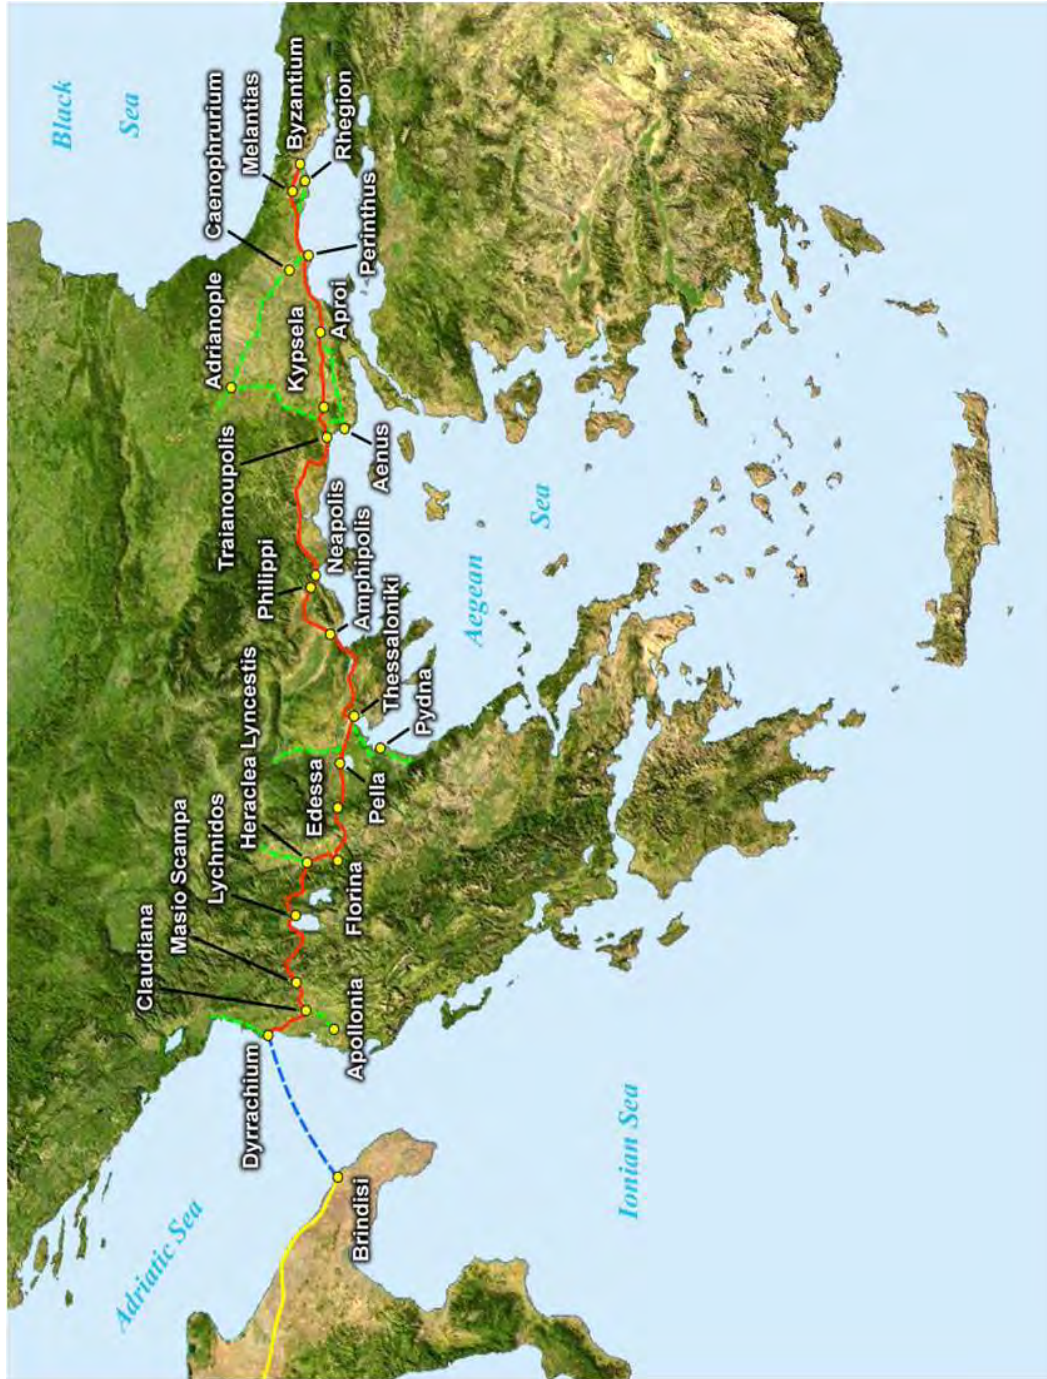 Black
Sea
Adriatic Sea
Aegean
Sea
Ionian Sea
Brindisi
Dyrrachium
Apollonia
Claudiana
Masio Scampa
Lychnidos
Heraclea Lyncestis
Florina
Edessa
Pella
Pydna
Thessaloniki
Amphipolis
Philippi
Neapolis
Traianoupolis
Aenus
Kypsela
Adrianople
Aproi
Perinthus
Caenophrurium
Melantias
Rhegion
Byzantium